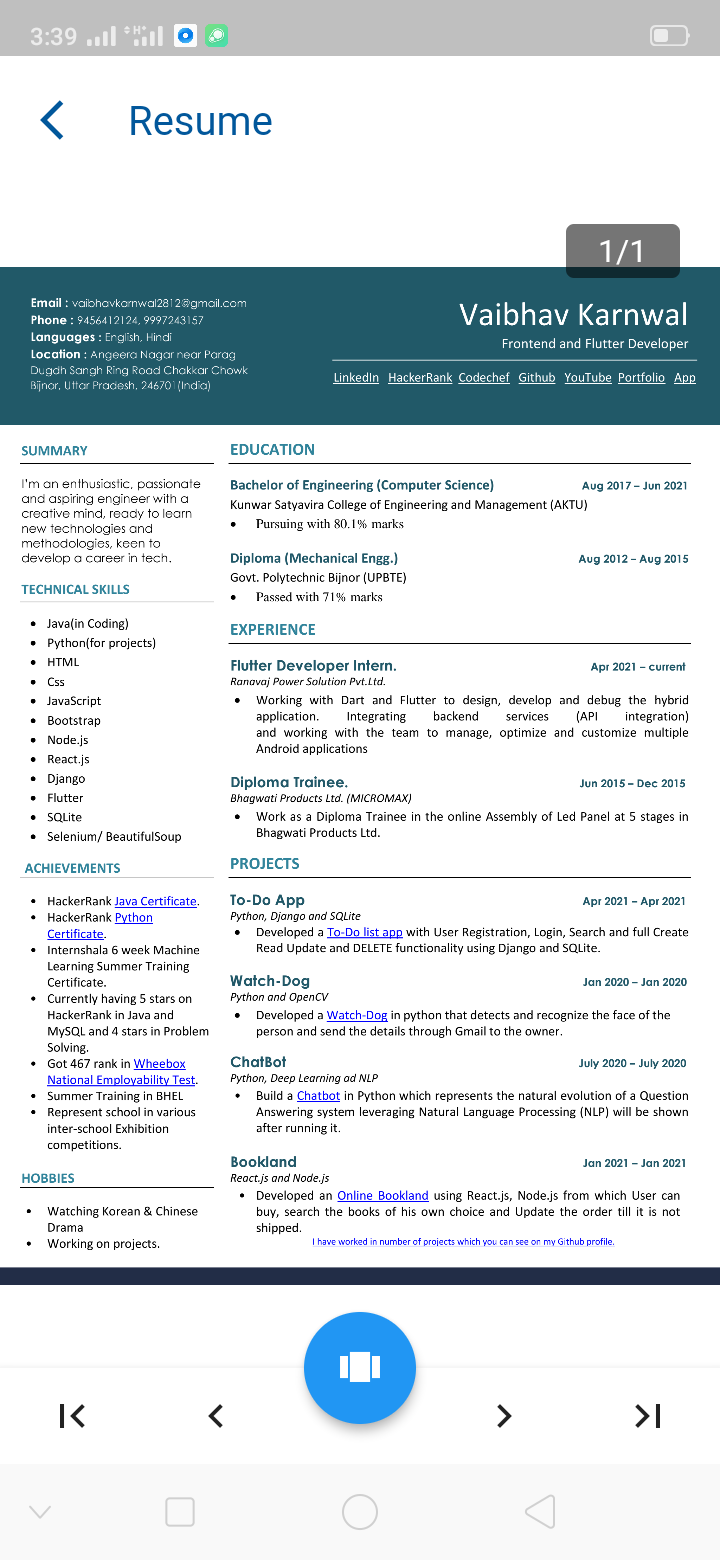 3:39
Resume
1/1
Email : vaibhavkarnwal2812@gmail.com
Phone : 9456412124, 9997243157
Languages : English, Hindi
Location : Angeera Nagar near Parag
Dugdh Sangh Ring Road Chakkar Chowk
Bijnor, Uttar Pradesh, 246701(India)
Vaibhav Karnwal
Frontend and Flutter Developer
LinkedIn HackerRank Codechef Github YouTube Portfolio App
SUMMARY
I'm an enthusiastic, passionate
and aspiring engineer with a
creative mind, ready to learn
new technologies and
methodologies, keen to
develop a career in tech.
TECHNICAL SKILLS
• Java(in Coding)
• Python(for projects)
• HTML
• Css
• JavaScript
• Bootstrap
• Node.js
• React.js
• Django
• Flutter
• SQLite
• Selenium/ BeautifulSoup
ACHIEVEMENTS
• HackerRank Java Certificate.
• HackerRank Python
Certificate.
• Internshala 6 week Machine
Learning Summer Training
Certificate.
• Currently having 5 stars on
HackerRank in Java and
MySQL and 4 stars in Problem
Solving.
• Got 467 rank in Wheebox
National Employability Test.
• Summer Training in BHEL
• Represent school in various
inter-school Exhibition
competitions.
HOBBIES
• Watching Korean & Chinese
Drama
• Working on projects.
EDUCATION
Bachelor of Engineering (Computer Science) Aug 2017 – Jun 2021
Kunwar Satyavira College of Engineering and Management (AKTU)
• Pursuing with 80.1% marks
Diploma (Mechanical Engg.) Aug 2012 – Aug 2015
Govt. Polytechnic Bijnor (UPBTE)
• Passed with 71% marks
EXPERIENCE
Flutter Developer Intern. Apr 2021 – current
Ranavaj Power Solution Pvt.Ltd.
• Working with Dart and Flutter to design, develop and debug the hybrid
application. Integrating backend services (API integration)
and working with the team to manage, optimize and customize multiple
Android applications
Diploma Trainee. Jun 2015 – Dec 2015
Bhagwati Products Ltd. (MICROMAX)
• Work as a Diploma Trainee in the online Assembly of Led Panel at 5 stages in
Bhagwati Products Ltd.
PROJECTS
To-Do App Apr 2021 – Apr 2021
Python, Django and SQLite
• Developed a To-Do list app with User Registration, Login, Search and full Create
Read Update and DELETE functionality using Django and SQLite.
Watch-Dog Jan 2020 – Jan 2020
Python and OpenCV
• Developed a Watch-Dog in python that detects and recognize the face of the
person and send the details through Gmail to the owner.
ChatBot July 2020 – July 2020
Python, Deep Learning ad NLP
• Build a Chatbot in Python which represents the natural evolution of a Question
Answering system leveraging Natural Language Processing (NLP) will be shown
after running it.
Bookland Jan 2021 – Jan 2021
React.js and Node.js
• Developed an Online Bookland using React.js, Node.js from which User can
buy, search the books of his own choice and Update the order till it is not
shipped.
I have worked in number of projects which you can see on my Github profile.